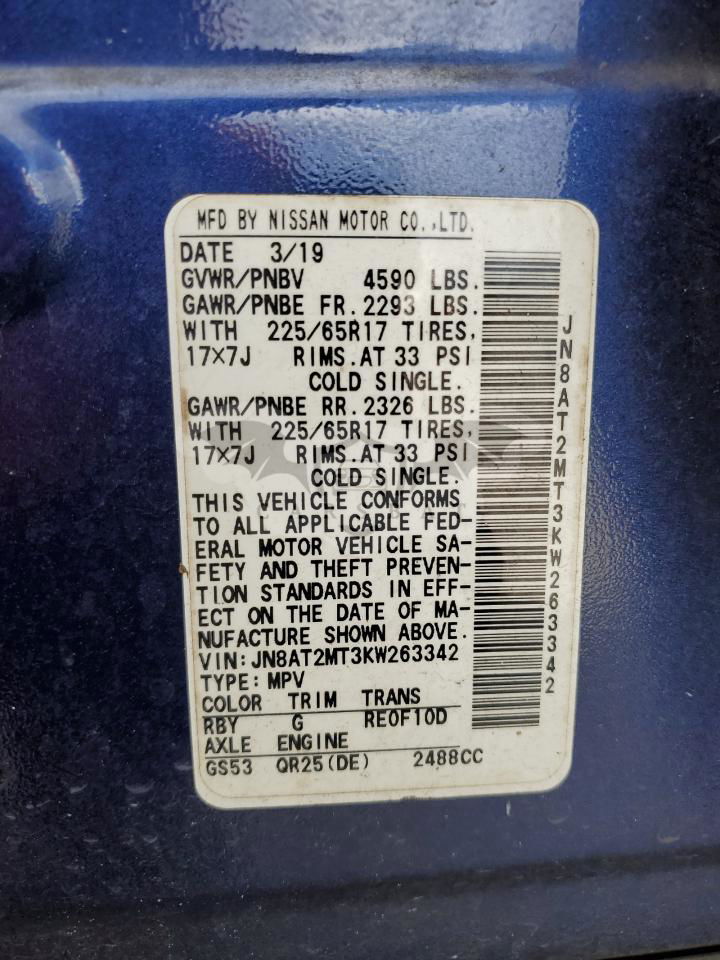 MFD BY NISSAN MOTOR CO.,LTD.
DATE 3/19
GVWR/PNBV 4590 LBS.
GAWR/PNBE FR.2293 LBS.
WITH 225/65R17 TIRES,
17×7J RIMS.AT 33 PSI
COLD SINGLE.
GAWR/PNBE RR.2326 LBS.
WITH 225/65R17 TIRES,
17×7J RIMS.AT 33 PSI
COLD SINGLE.
THIS VEHICLE CONFORMS
TO ALL APPLICABLE FED-
ERAL MOTOR VEHICLE SA-
FETY AND THEFT PREVEN-
TION STANDARDS IN EFF-
ECT ON THE DATE OF MA-
NUFACTURE SHOWN ABOVE.
VIN:JN8AT2MT3KW263342
TYPE:MPV
COLOR TRIM TRANS
RBY G RE0F10D
AXLE ENGINE
GS53 QR25(DE) 2488CC
JN8AT2MT3KW263342